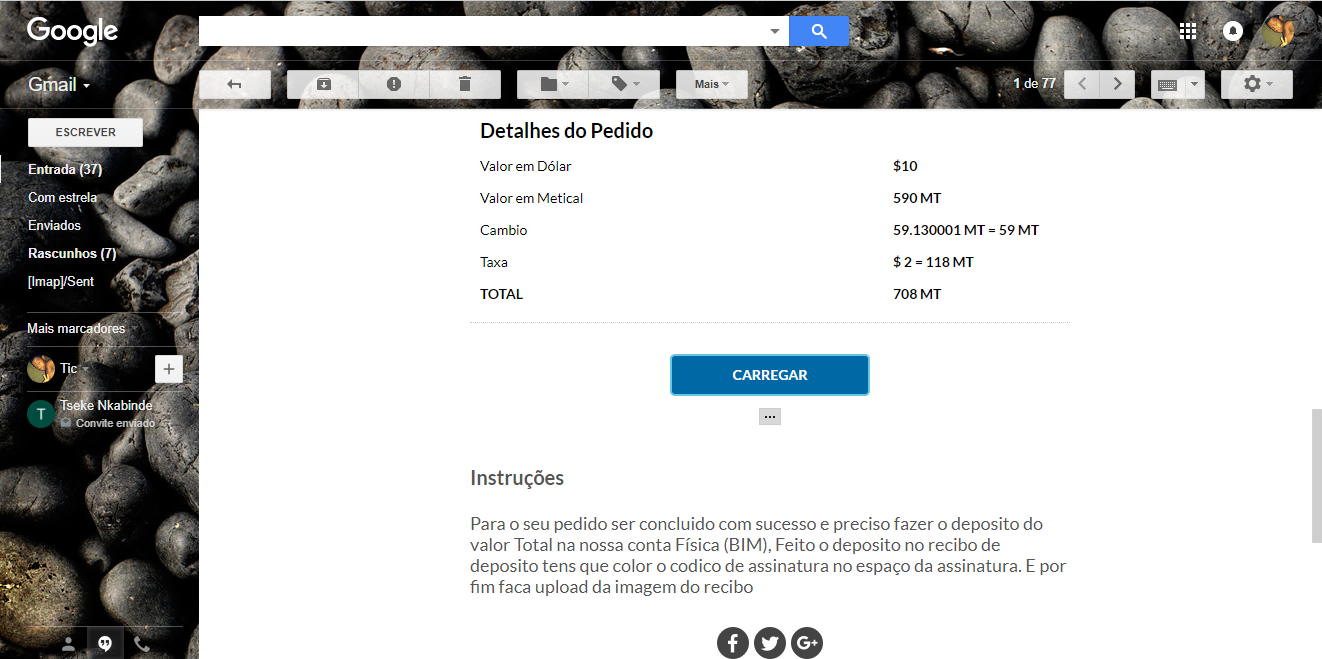 Google
Gmail
Mais
1 de 77
ESCREVER
Entrada (37)
Com estrela
Enviados
Rascunhos (7)
[Imap]/Sent
Mais marcadores
Tic
+
T
Tseke Nkabinde
Convite enviado
Detalhes do Pedido
Valor em Dólar $10
Valor em Metical 590 MT
Cambio 59.130001 MT = 59 MT
Taxa $ 2 = 118 MT
TOTAL 708 MT
CARREGAR
...
Instruções
Para o seu pedido ser concluido com sucesso e preciso fazer o deposito do
valor Total na nossa conta Física (BIM), Feito o deposito no recibo de
deposito tens que color o codico de assinatura no espaço da assinatura. E por
fim faca upload da imagem do recibo
f
G+